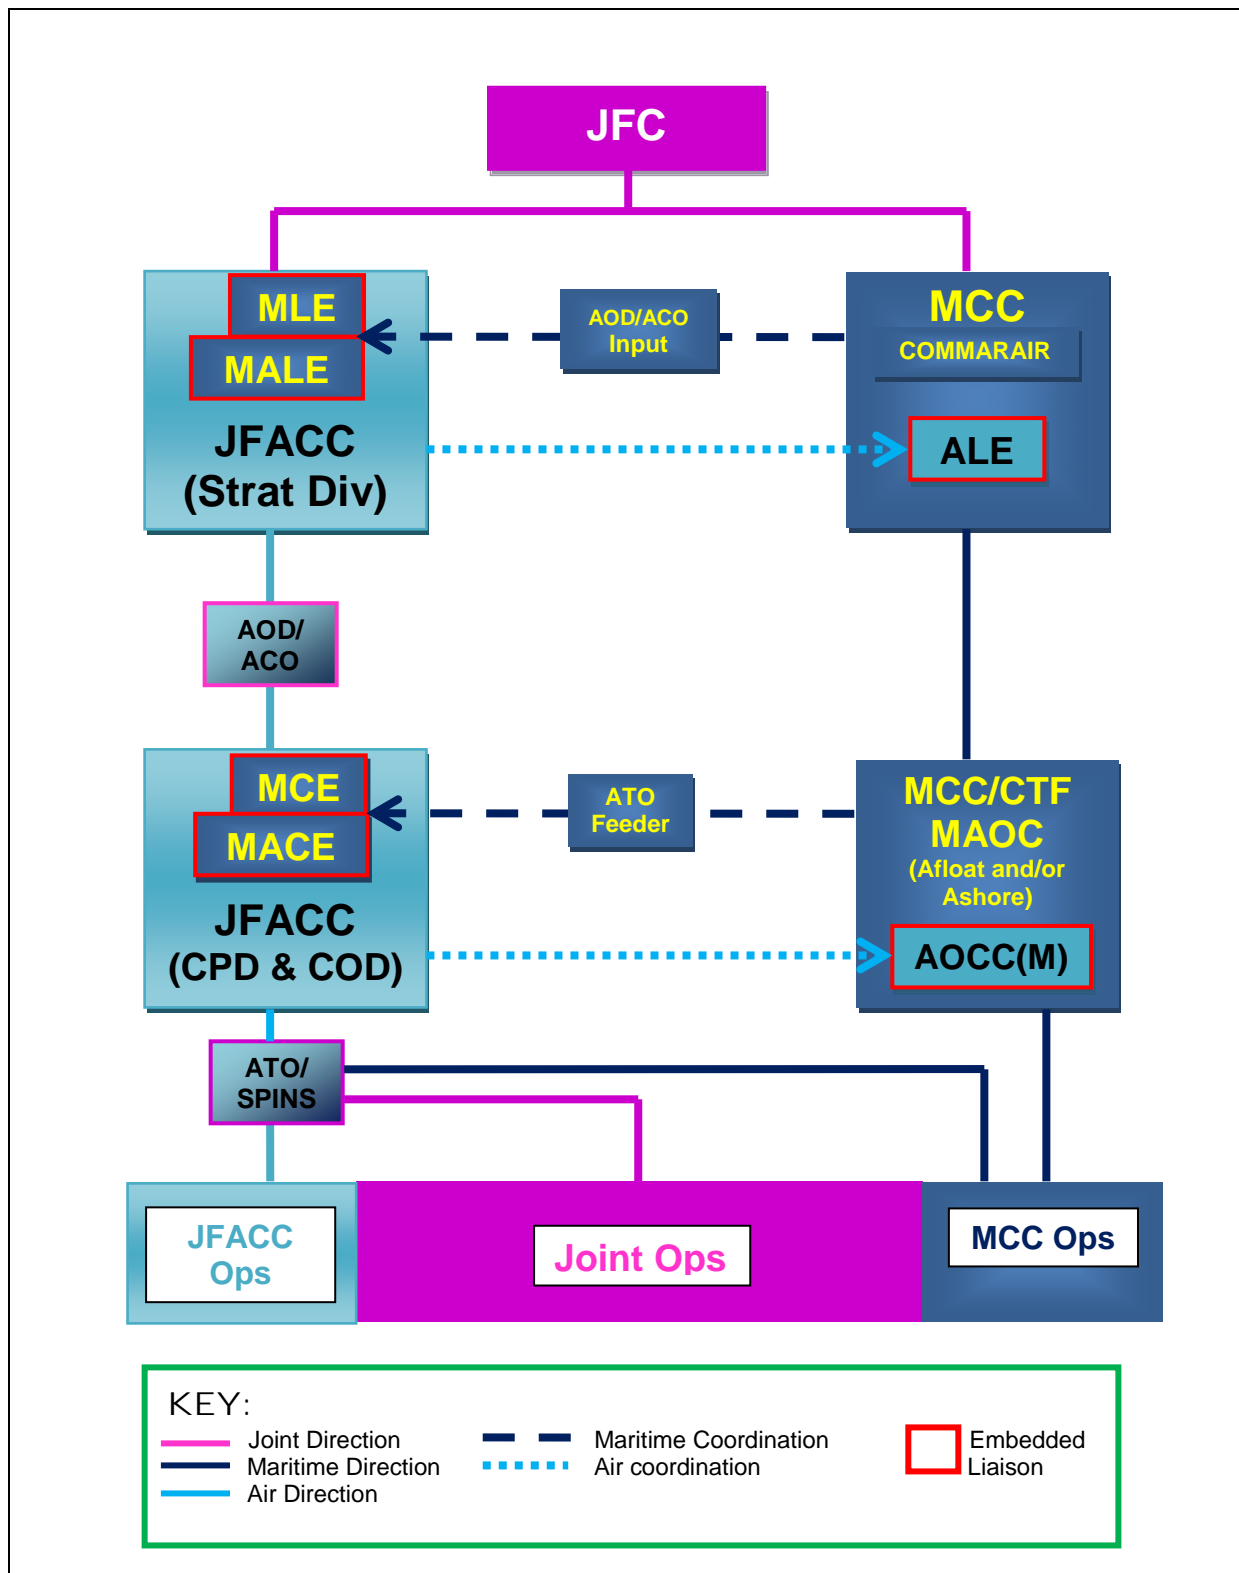 JFC
MLE
MALE
JFACC
(Strat Div)
AOD/ACO
Input
MCC
COMMARAIR
ALE
AOD/
ACO
MCE
MACE
JFACC
(CPD & COD)
ATO
Feeder
MCC/CTF
MAOC
(Afloat and/or
Ashore)
AOCC(M)
ATO/
SPINS
JFACC
Ops
Joint Ops
MCC Ops
KEY:
Joint Direction
Maritime Direction
Air Direction
Maritime Coordination
Air coordination
Embedded
Liaison